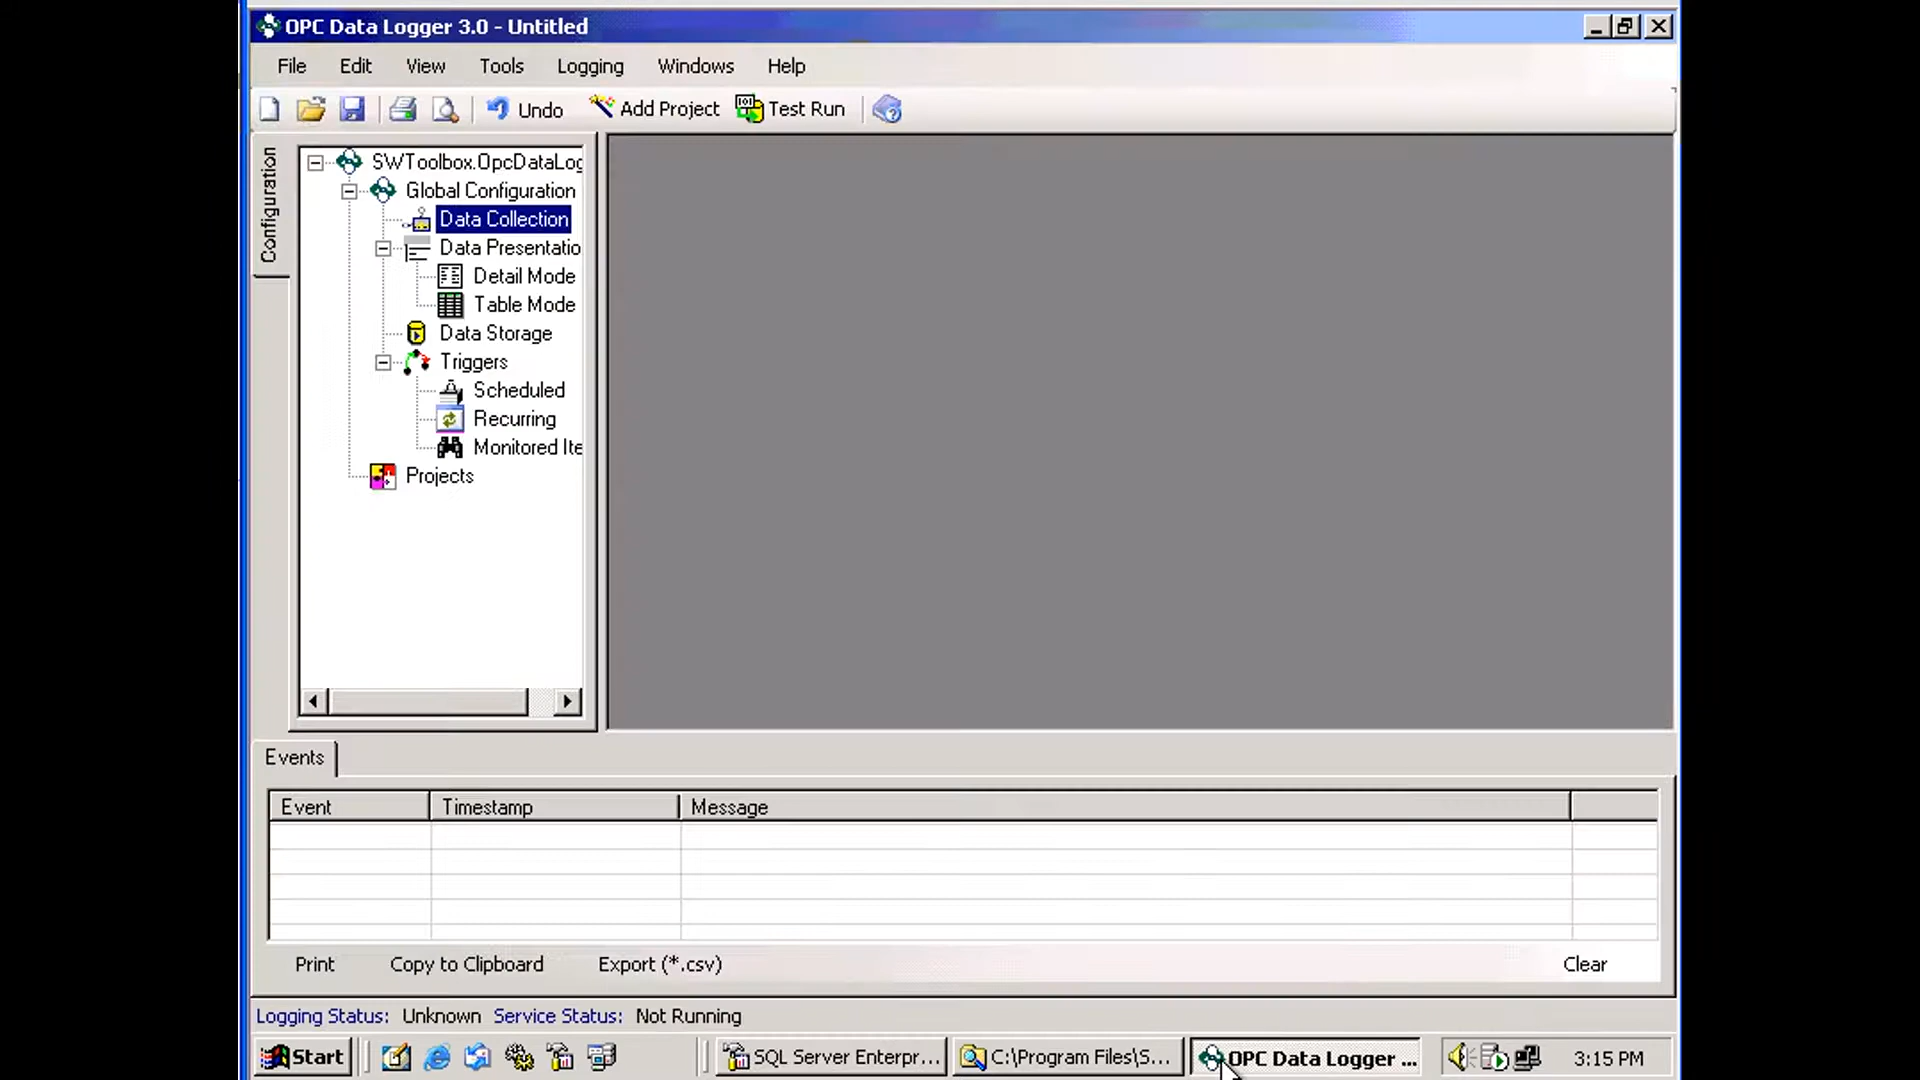 OPC Data Logger 3.0 - Untitled
File Edit View Tools Logging Windows Help
Undo Add Project Test Run
Configuration
SWToolbox.OpcDataLog
Global Configuration
Data Collection
Data Presentatio
Detail Mode
Table Mode
Data Storage
Triggers
Scheduled
Recurring
Monitored Ite
Projects
Events
Event Timestamp Message
Print Copy to Clipboard Export (*.csv) Clear
Logging Status: Unknown Service Status: Not Running
Start SQL Server Enterpr... C:\Program Files\S... OPC Data Logger ... 3:15 PM